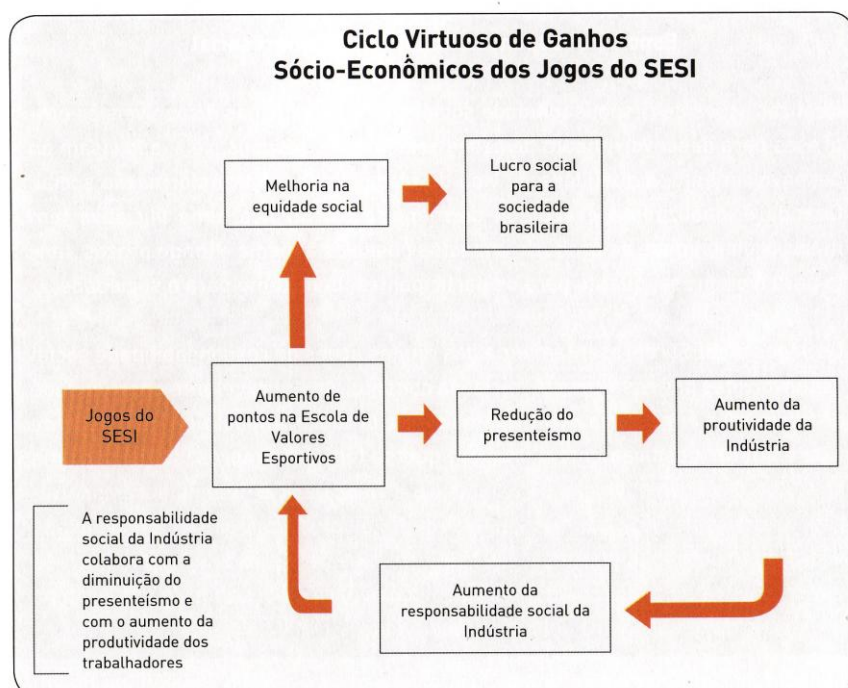 Ciclo Virtuoso de Ganhos
Sócio-Econômicos dos Jogos do SESI
Melhoria na
equidade social
Lucro social
para a
sociedade
brasileira
Jogos do
SESI
Aumento de
pontos na Escola de
Valores
Esportivos
Redução do
presenteísmo
Aumento da
proutividade da
Indústria
A responsabilidade
social da Indústria
colabora com a
diminuição do
presenteísmo e
com o aumento da
produtividade dos
trabalhadores
Aumento da
responsabilidade social da
Indústria